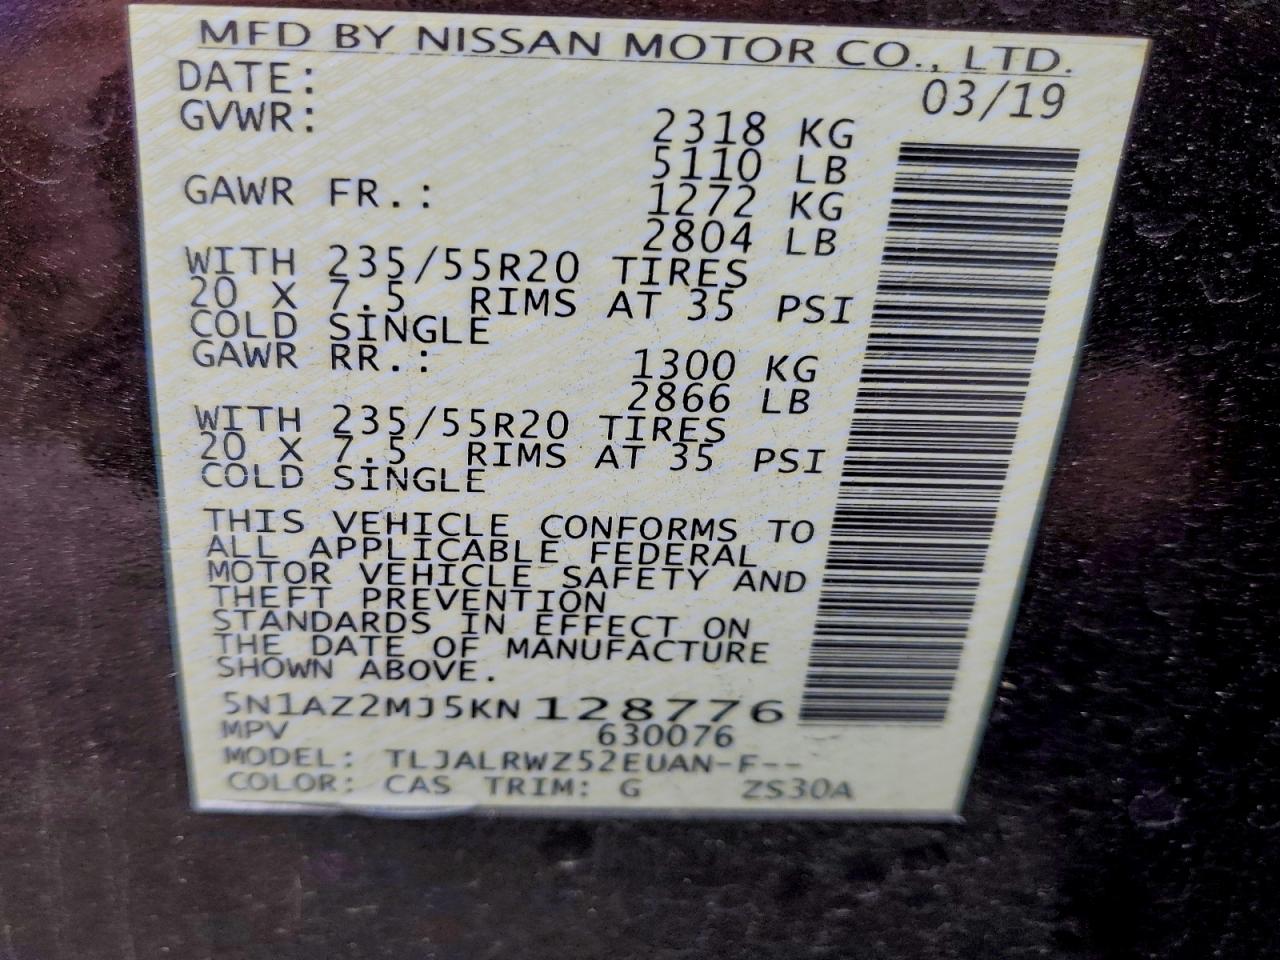 MFD BY NISSAN MOTOR CO., LTD.
DATE: 03/19
GVWR: 2318 KG
5110 LB
GAWR FR.: 1272 KG
2804 LB
WITH 235/55R20 TIRES
20 X 7.5 RIMS AT 35 PSI
COLD SINGLE
GAWR RR.: 1300 KG
2866 LB
WITH 235/55R20 TIRES
20 X 7.5 RIMS AT 35 PSI
COLD SINGLE
THIS VEHICLE CONFORMS TO
ALL APPLICABLE FEDERAL
MOTOR VEHICLE SAFETY AND
THEFT PREVENTION
STANDARDS IN EFFECT ON
THE DATE OF MANUFACTURE
SHOWN ABOVE.
5N1AZ2MJ5KN128776
MPV 630076
MODEL: TLJALRWZ52EUAN-F--
COLOR: CAS TRIM: G ZS30A